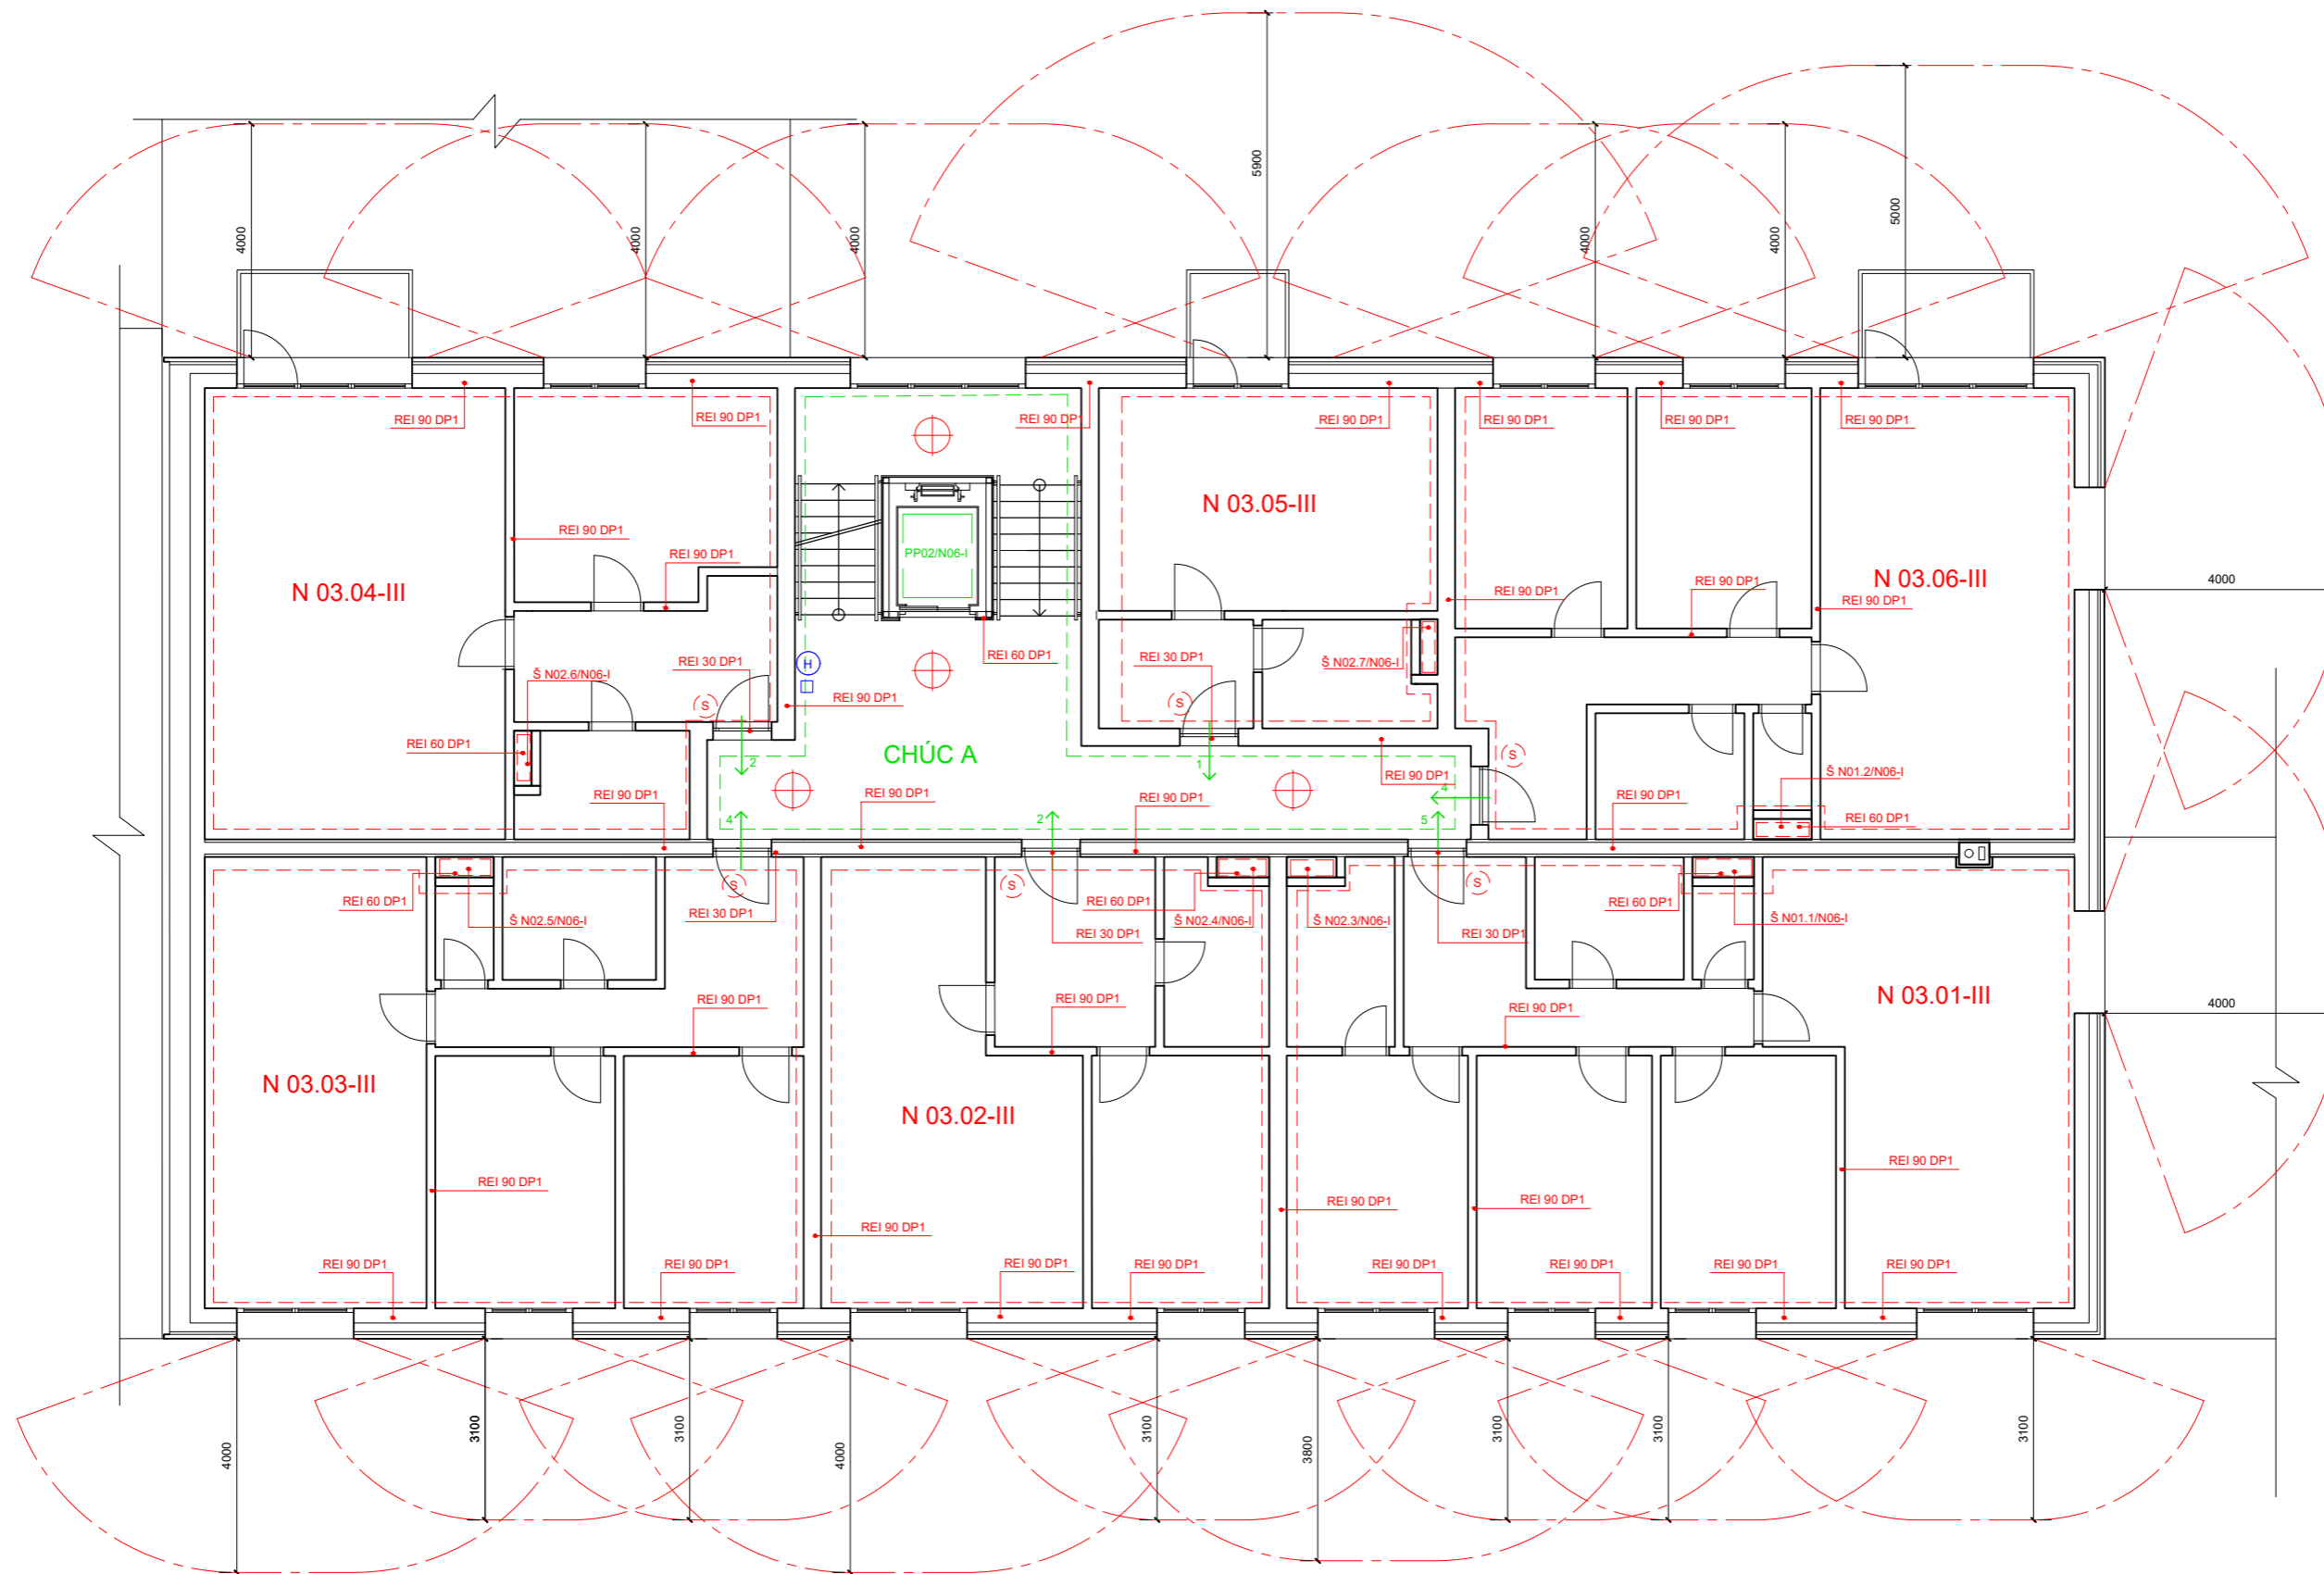 5900
5000
4000
4000
4000
4000
4000
REI 90 DP1
REI 90 DP1
REI 90 DP1
REI 90 DP1
REI 90 DP1
REI 90 DP1
REI 90 DP1
N 03.05-III
REI 90 DP1
REI 90 DP1
PP02/N06-I
N 03.04-III
N 03.06-III
REI 90 DP1
REI 90 DP1
REI 90 DP1
4000
REI 30 DP1
H
REI 60 DP1
REI 30 DP1
Š N02.7/N06-I
Š N02.6/N06-I
S
REI 90 DP1
S
REI 60 DP1
CHÚC A
S
2
1
REI 90 DP1
Š N01.2/N06-I
4
REI 90 DP1
REI 90 DP1
REI 90 DP1
REI 90 DP1
4
2
5
REI 60 DP1
S
S
S
REI 60 DP1
REI 60 DP1
REI 60 DP1
Š N02.5/N06-I
REI 30 DP1
Š N02.4/N06-I
Š N02.3/N06-I
Š N01.1/N06-I
REI 30 DP1
REI 30 DP1
N 03.01-III
REI 90 DP1
REI 90 DP1
REI 90 DP1
4000
N 03.03-III
N 03.02-III
REI 90 DP1
REI 90 DP1
REI 90 DP1
REI 90 DP1
REI 90 DP1
REI 90 DP1
REI 90 DP1
REI 90 DP1
REI 90 DP1
REI 90 DP1
REI 90 DP1
REI 90 DP1
REI 90 DP1
4000
3100
3100
4000
3100
3800
3100
3100
3100